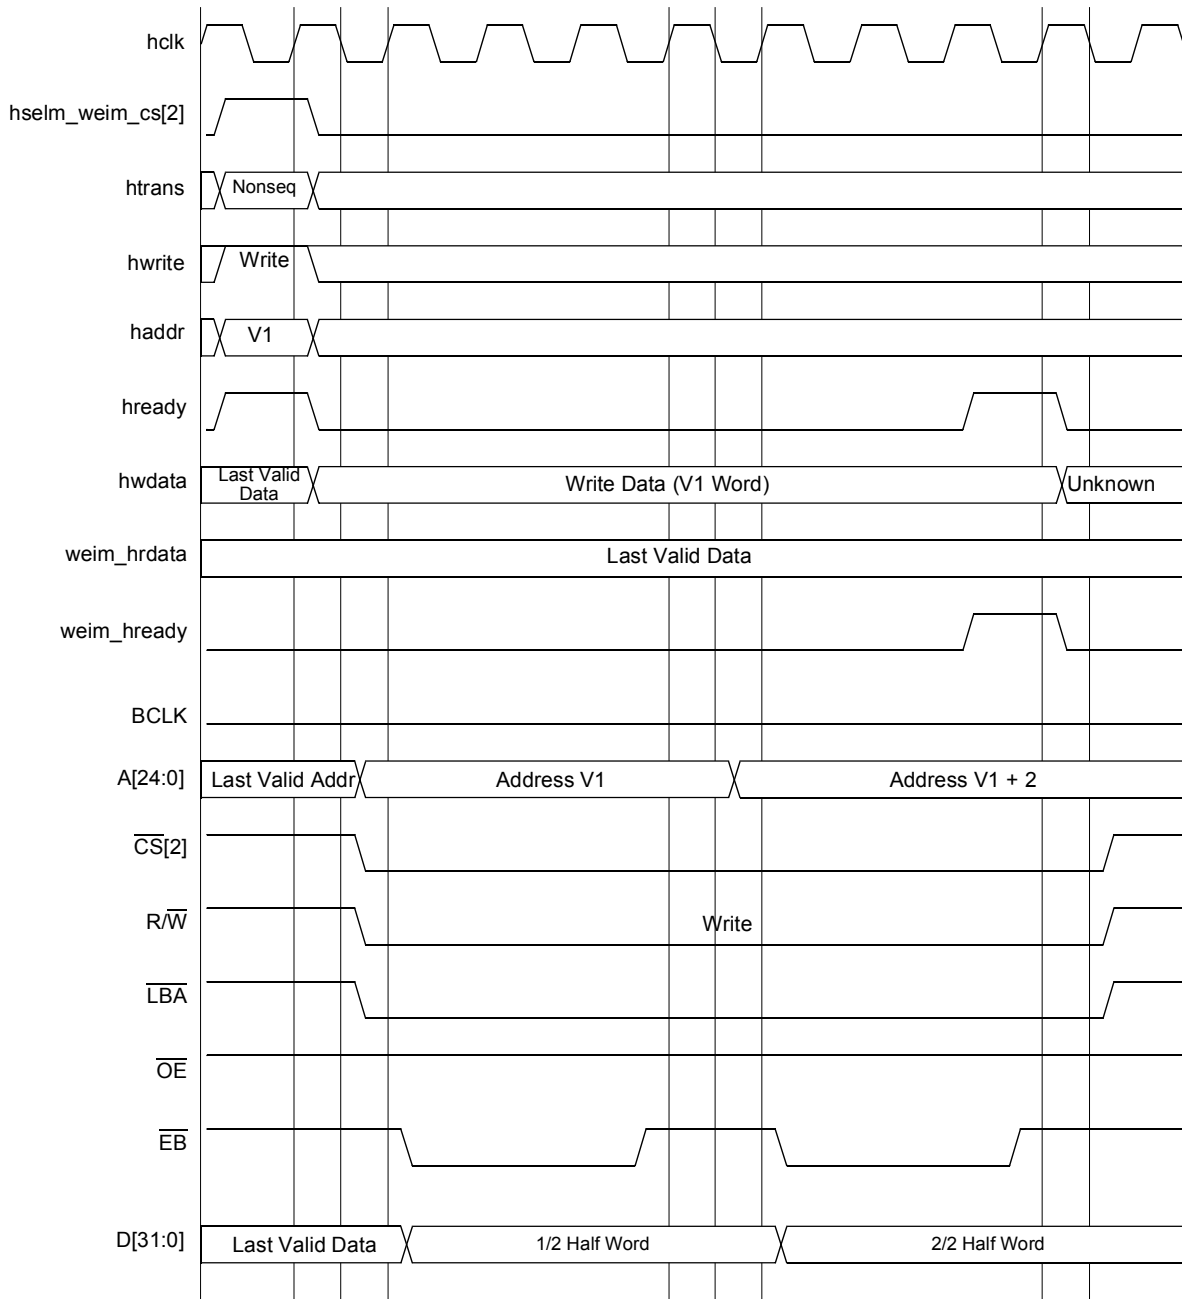 hclk
hselm_weim_cs[2]
htrans Nonseq
hwrite Write
haddr V1
hready
hwdata Last Valid Data Write Data (V1 Word) Unknown
weim_hrdata Last Valid Data
weim_hready
BCLK
A[24:0] Last Valid Addr Address V1 Address V1 + 2
CS[2]
R/W Write
LBA
OE
EB
D[31:0] Last Valid Data 1/2 Half Word 2/2 Half Word